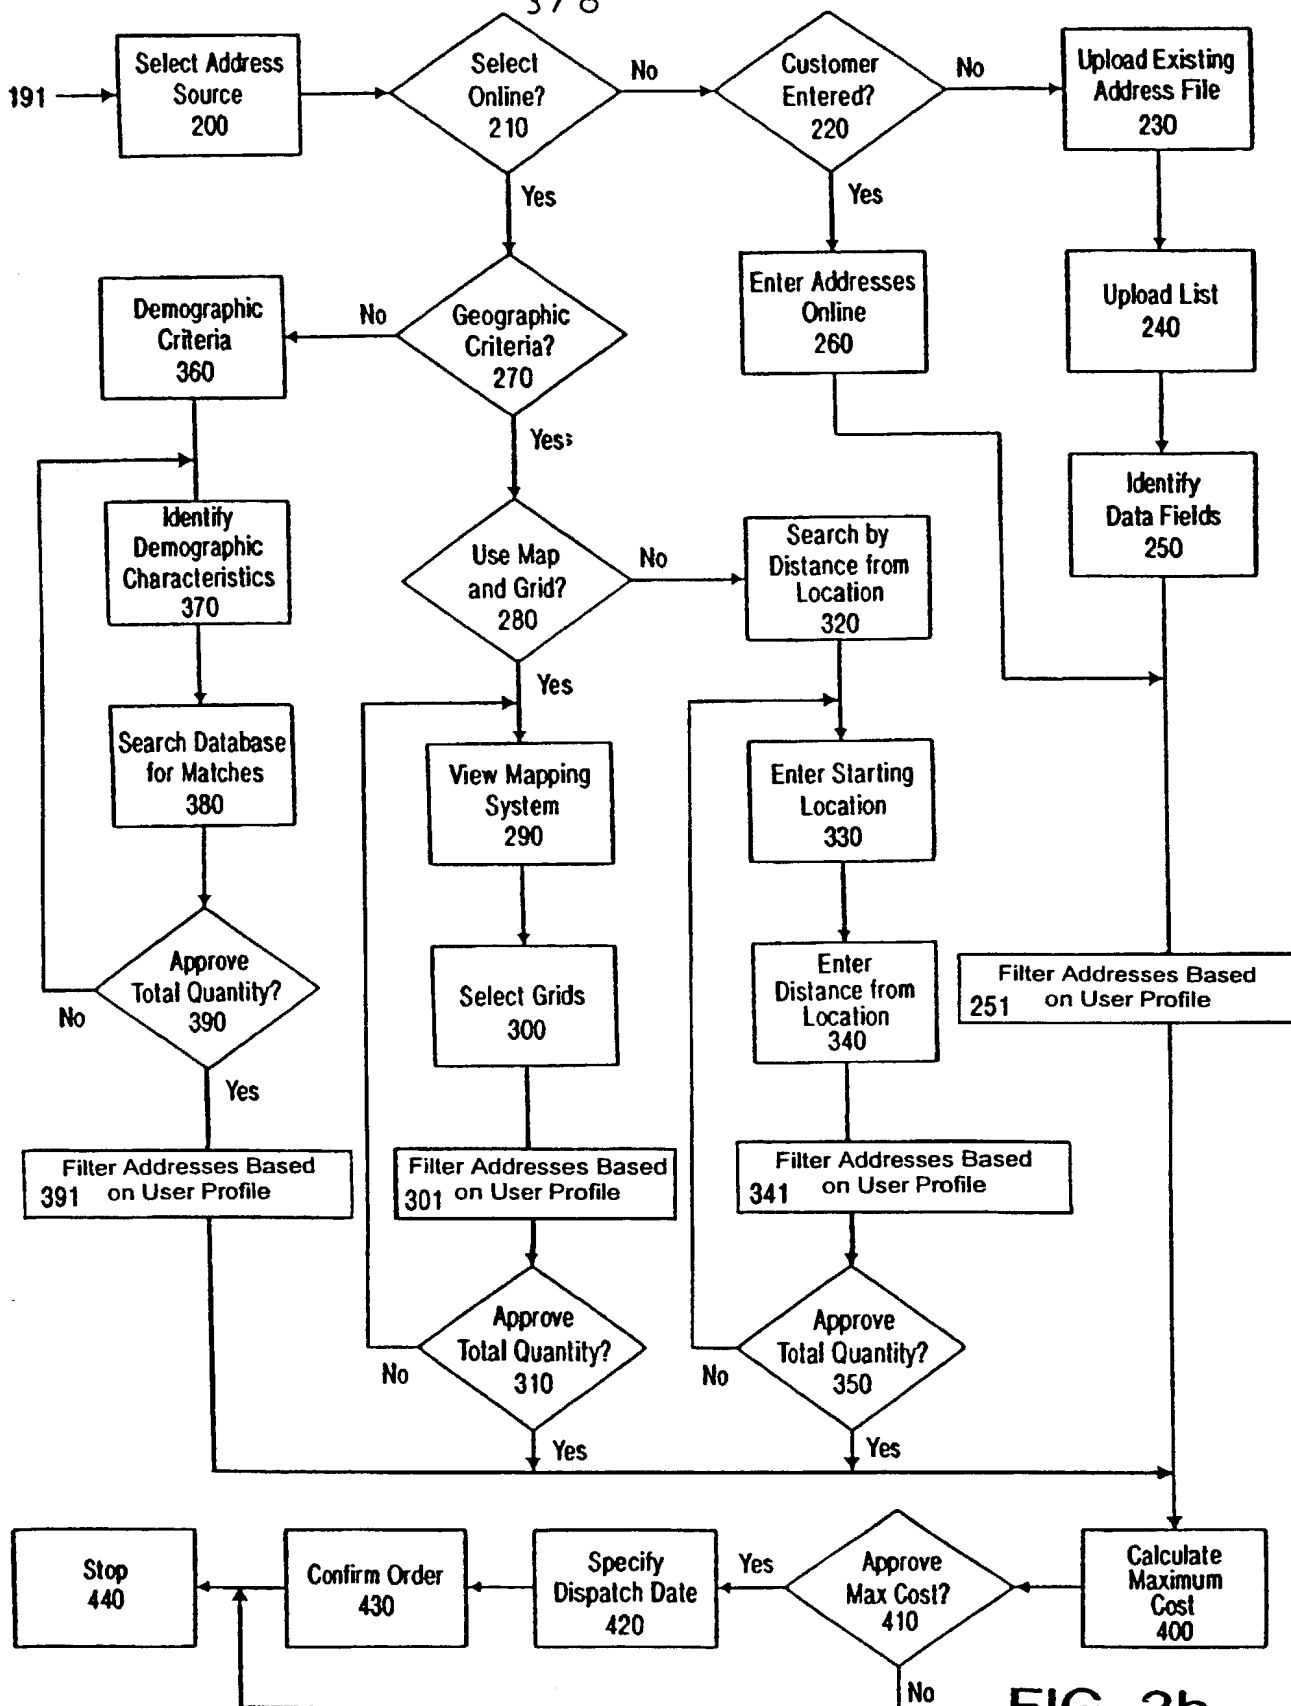 378
191
Select Address
Source
200
Select
Online?
210
No
Customer
Entered?
220
No
Upload Existing
Address File
230
Yes
Yes
Demographic
Criteria
360
No
Geographic
Criteria?
270
Enter Addresses
Online
260
Upload List
240
Yes
Identify
Demographic
Characteristics
370
Use Map
and Grid?
280
No
Search by
Distance from
Location
320
Identify
Data Fields
250
Yes
Search Database
for Matches
380
View Mapping
System
290
Enter Starting
Location
330
Approve
Total Quantity?
390
No
Yes
Select Grids
300
Enter
Distance from
Location
340
Filter Addresses Based
251 on User Profile
Filter Addresses Based
391 on User Profile
Filter Addresses Based
301 on User Profile
Filter Addresses Based
341 on User Profile
Approve
Total Quantity?
310
No
Yes
Approve
Total Quantity?
350
No
Yes
Stop
440
Confirm Order
430
Specify
Dispatch Date
420
Yes
Approve
Max Cost?
410
Calculate
Maximum
Cost
400
No